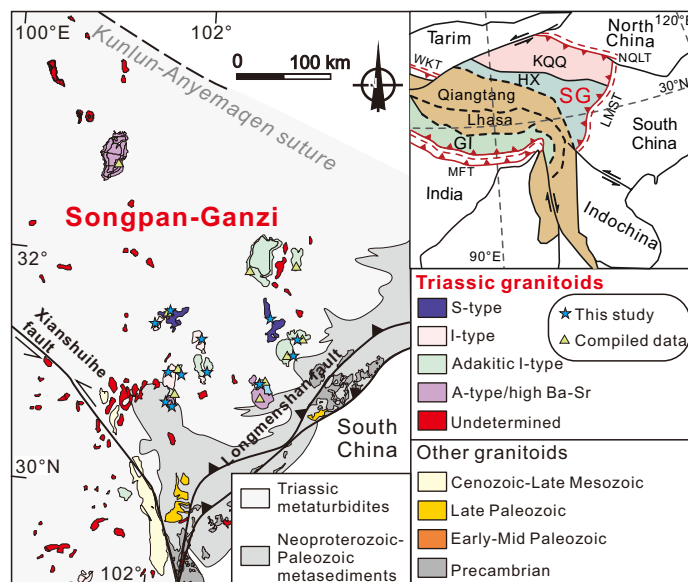 100°E
102°
0
100 km
Kunlun-Anyemaqen suture
Songpan-Ganzi
32°
Xianshuihe
fault
Longmenshan fault
South
China
30°N
102°
Triassic
metaturbidites
Neoproterozoic-
Paleozoic
metasediments
120°E
Tarim
North
China
WKT
KQQ
NQLT
HX
Qiangtang
SG
30°N
LMST
Lhasa
South
China
GT
MFT
India
Indochina
90°E
Triassic granitoids
S-type
This study
I-type
Compiled data
Adakitic I-type
A-type/high Ba-Sr
Undetermined
Other granitoids
Cenozoic-Late Mesozoic
Late Paleozoic
Early-Mid Paleozoic
Precambrian